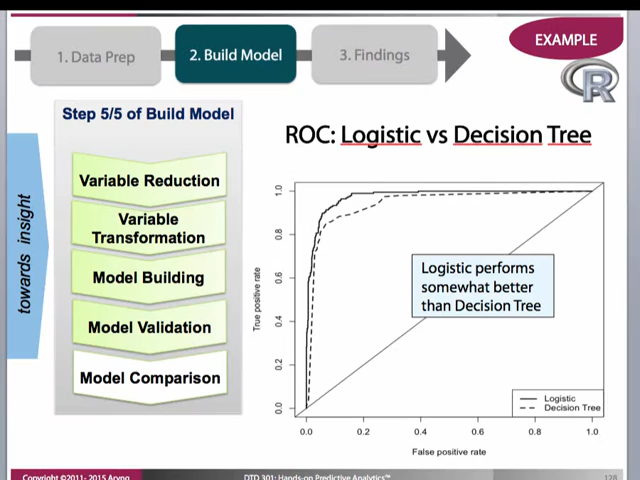 1. Data Prep
2. Build Model
3. Findings
EXAMPLE
R
Step 5/5 of Build Model
towards insight
Variable Reduction
Variable
Transformation
Model Building
Model Validation
Model Comparison
ROC: Logistic vs Decision Tree
True positive rate
1.0
0.8
0.6
0.4
0.2
0.0
Logistic performs
somewhat better
than Decision Tree
Logistic
Decision Tree
0.0 0.2 0.4 0.6 0.8 1.0
False positive rate
Copyright ©2011- 2015 Aryng
DTD 301: Hands-on Predictive Analytics™